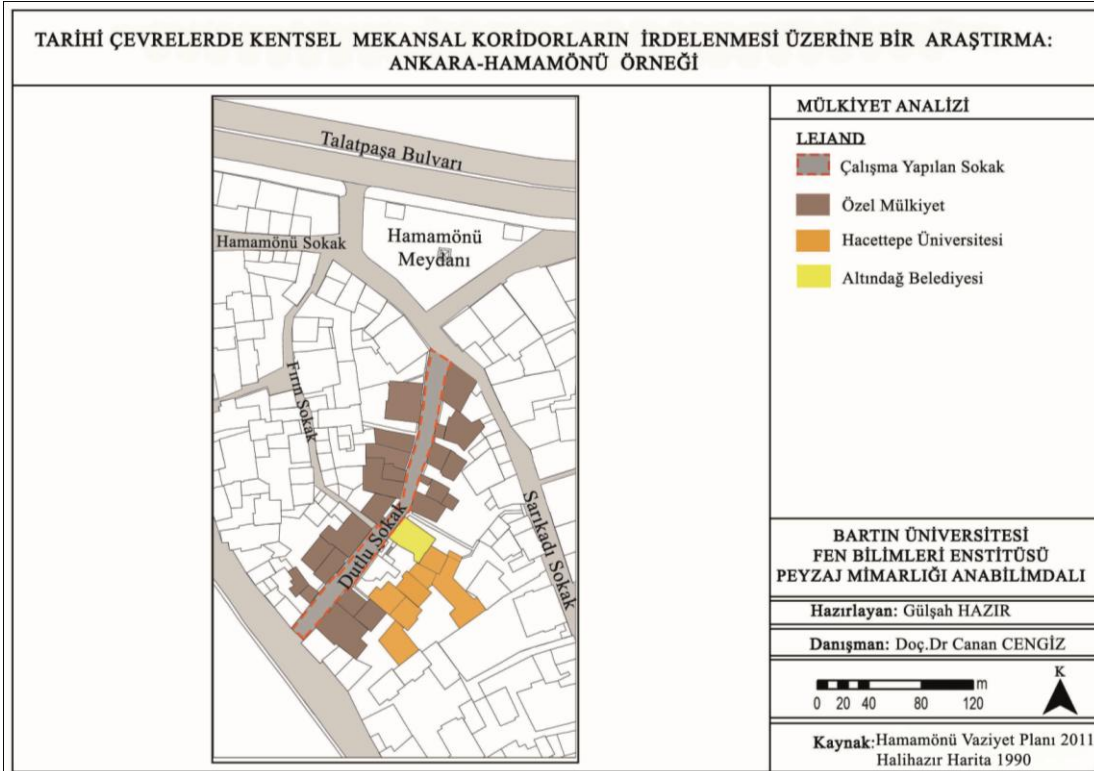 TARİHİ ÇEVRELERDE KENTSEL MEKANSAL KORİDORLARIN İRDELENMESİ ÜZERİNE BİR ARAŞTIRMA:
ANKARA-HAMAMÖNÜ ÖRNEĞİ
Talatpaşa Bulvarı
Hamamönü Sokak
Hamamönü
Meydanı
Fırın Sokak
Dutlu Sokak
Sarıkadı Sokak
MÜLKİYET ANALİZİ
LEJAND
Çalışma Yapılan Sokak
Özel Mülkiyet
Hacettepe Üniversitesi
Altındağ Belediyesi
BARTIN ÜNİVERSİTESİ
FEN BİLİMLERİ ENSTİTÜSÜ
PEYZAJ MİMARLIĞI ANABİLİMDALI
Hazırlayan: Gülşah HAZIR
Danışman: Doç.Dr Canan CENGİZ
m
0 20 40 80 120
K
Kaynak:Hamamönü Vaziyet Planı 2011
Halihazır Harita 1990